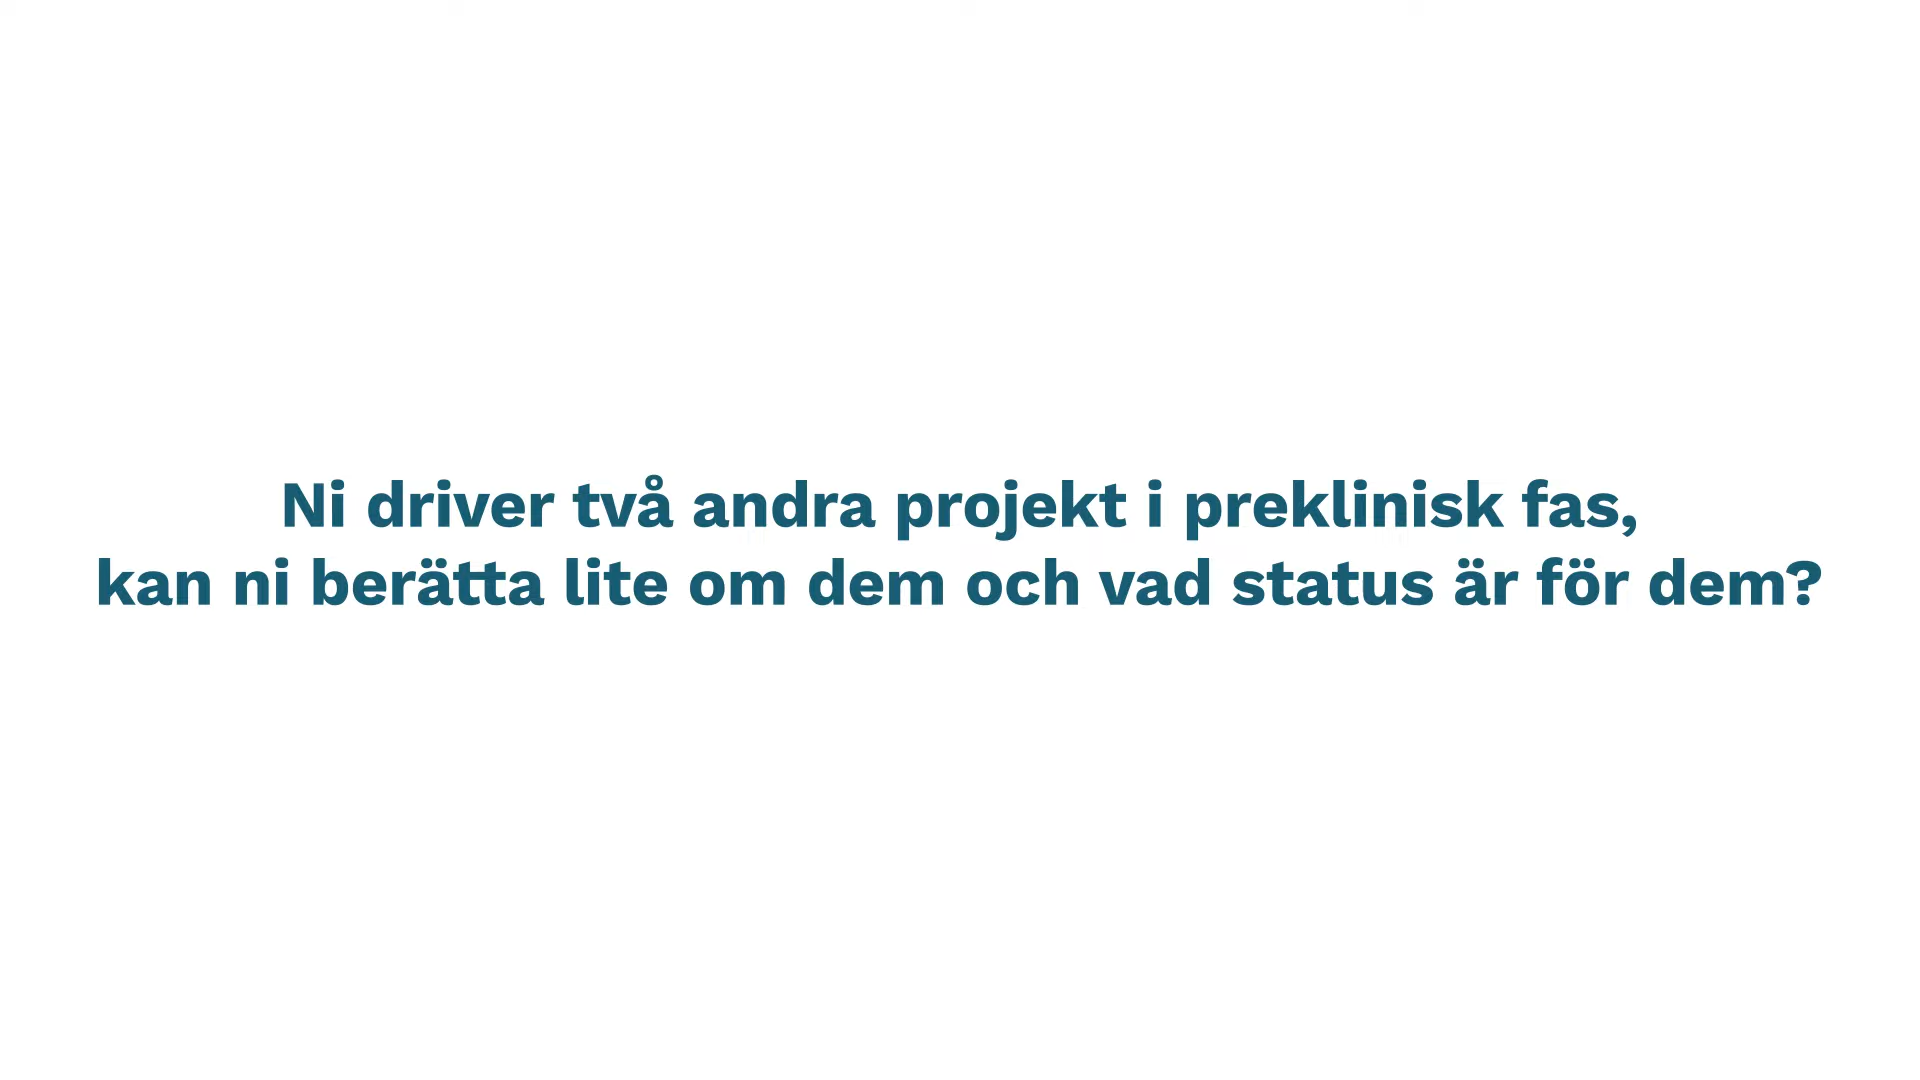 Ni driver två andra projekt i preklinisk fas,
kan ni berätta lite om dem och vad status är för dem?